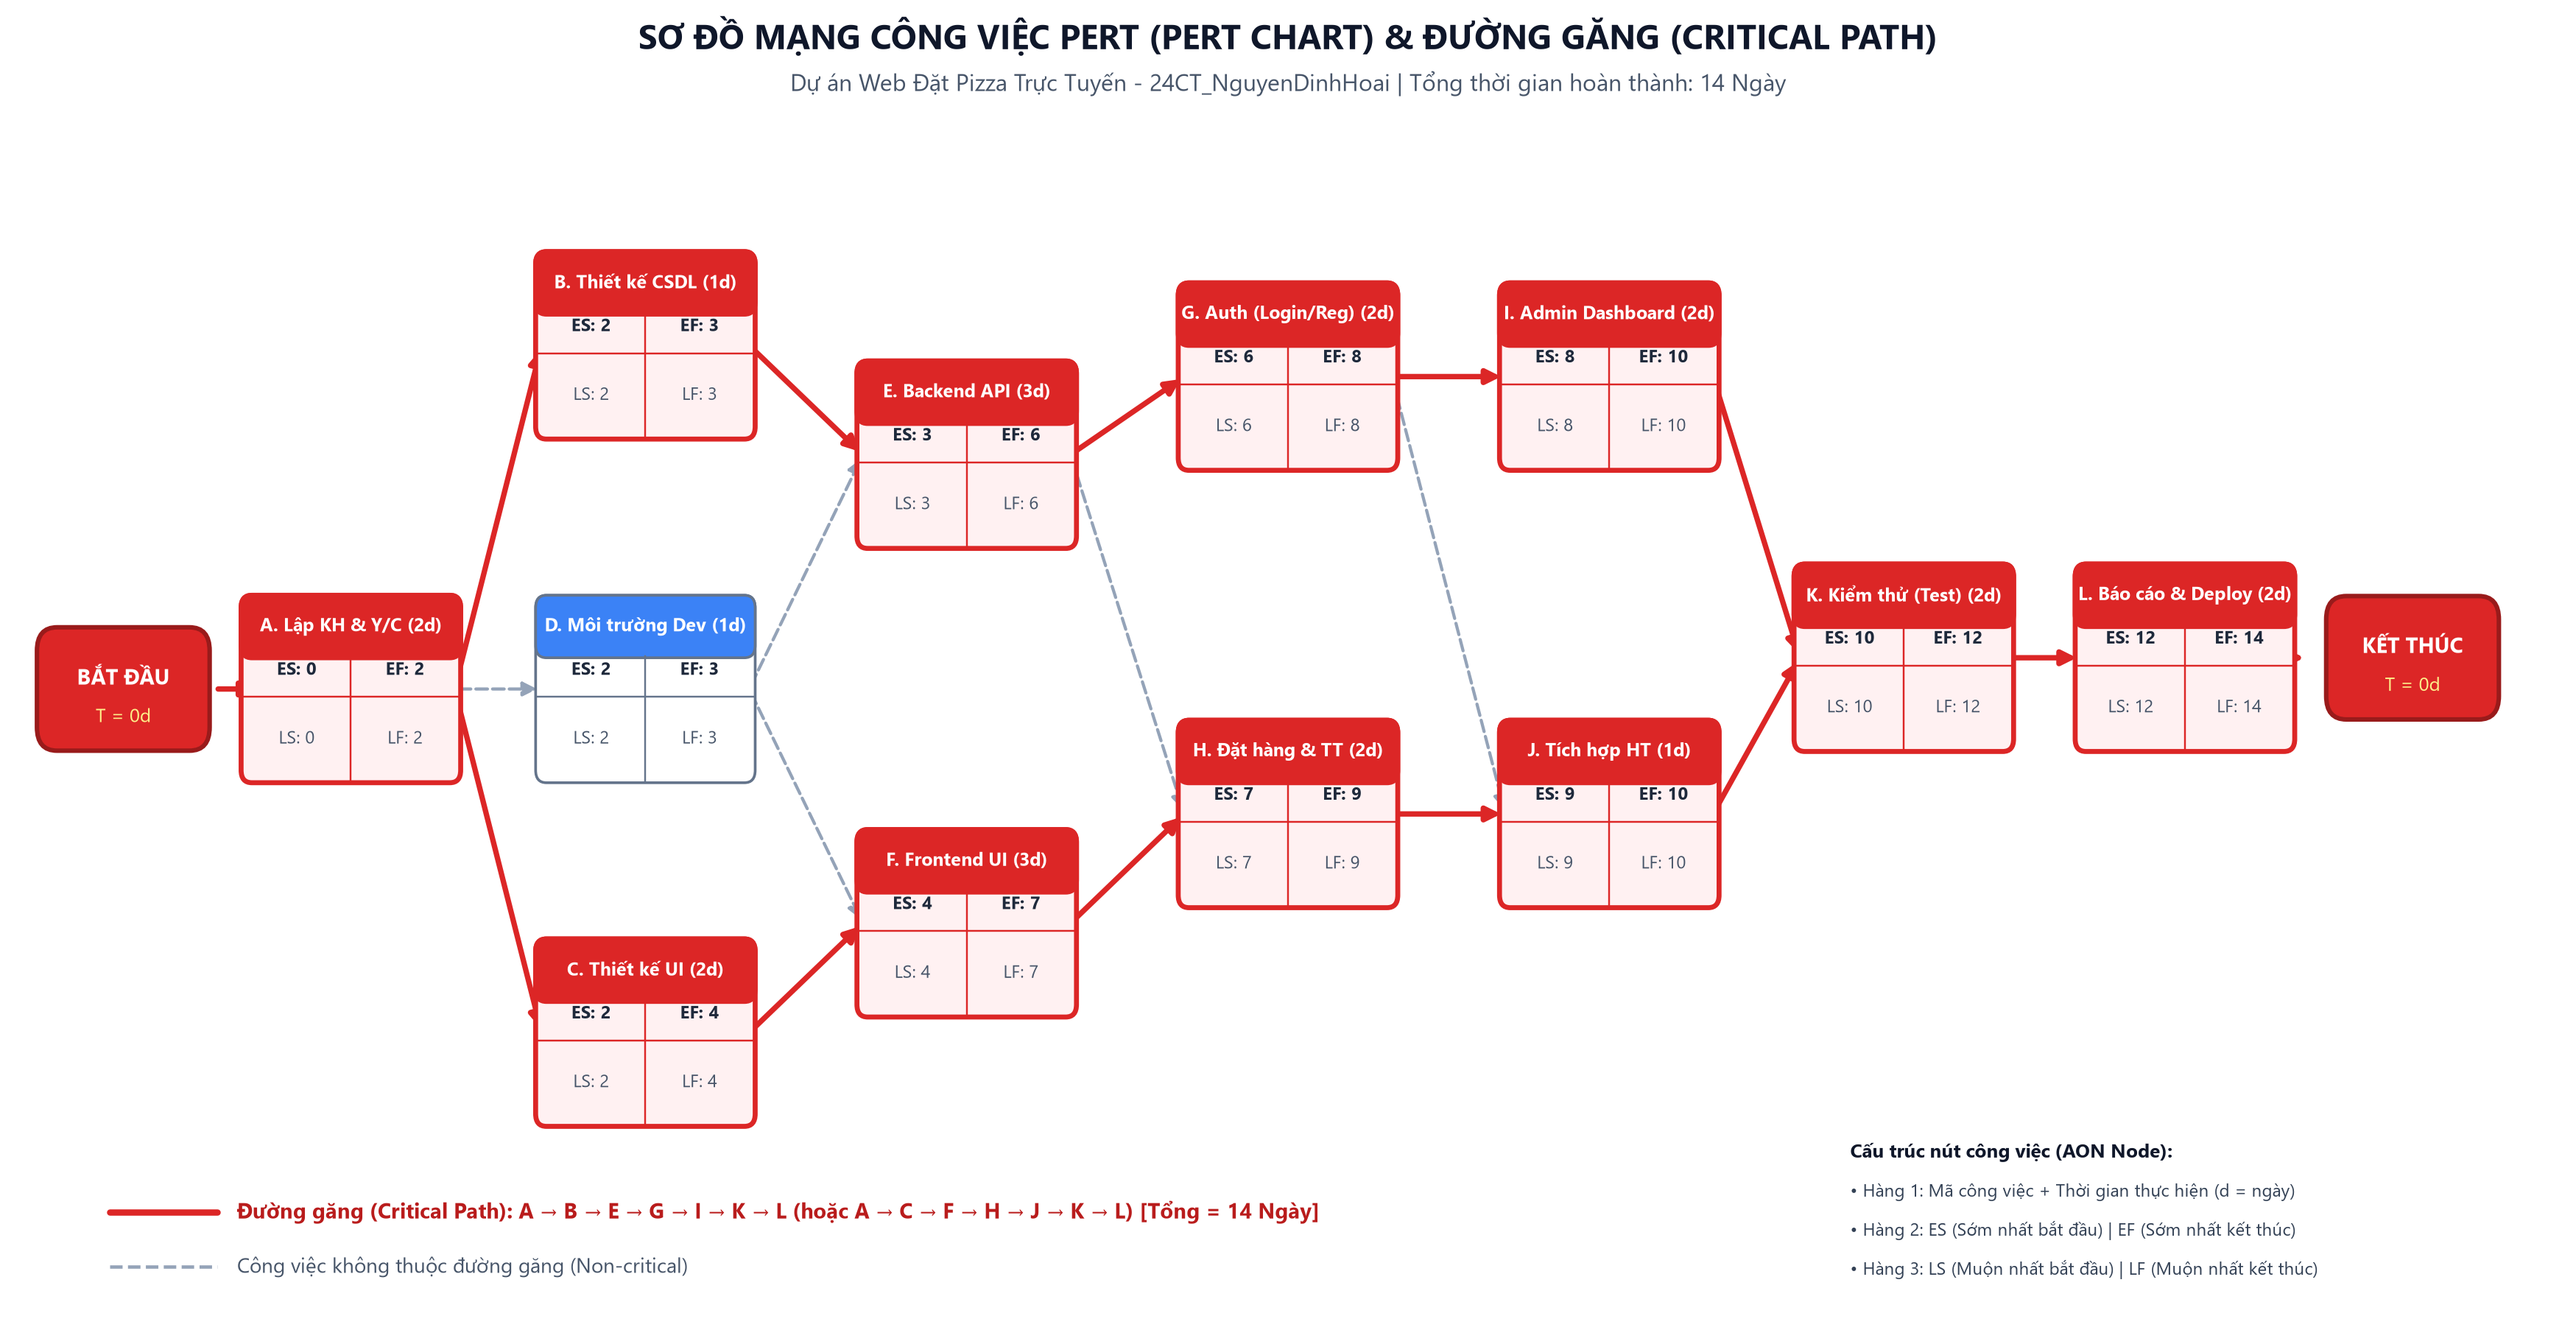 SƠ ĐỒ MẠNG CÔNG VIỆC PERT (PERT CHART) & ĐƯỜNG GĂNG (CRITICAL PATH)
Dự án Web Đặt Pizza Trực Tuyến - 24CT_NguyenDinhHoai | Tổng thời gian hoàn thành: 14 Ngày
BẮT ĐẦU
T = 0d
A. Lập KH & Y/C (2d)
ES: 0 EF: 2
LS: 0 LF: 2
B. Thiết kế CSDL (1d)
ES: 2 EF: 3
LS: 2 LF: 3
D. Môi trường Dev (1d)
ES: 2 EF: 3
LS: 2 LF: 3
C. Thiết kế UI (2d)
ES: 2 EF: 4
LS: 2 LF: 4
E. Backend API (3d)
ES: 3 EF: 6
LS: 3 LF: 6
F. Frontend UI (3d)
ES: 4 EF: 7
LS: 4 LF: 7
G. Auth (Login/Reg) (2d)
ES: 6 EF: 8
LS: 6 LF: 8
H. Đặt hàng & TT (2d)
ES: 7 EF: 9
LS: 7 LF: 9
I. Admin Dashboard (2d)
ES: 8 EF: 10
LS: 8 LF: 10
J. Tích hợp HT (1d)
ES: 9 EF: 10
LS: 9 LF: 10
K. Kiểm thử (Test) (2d)
ES: 10 EF: 12
LS: 10 LF: 12
L. Báo cáo & Deploy (2d)
ES: 12 EF: 14
LS: 12 LF: 14
KẾT THÚC
T = 0d
Đường găng (Critical Path): A → B → E → G → I → K → L (hoặc A → C → F → H → J → K → L) [Tổng = 14 Ngày]
Công việc không thuộc đường găng (Non-critical)
Cấu trúc nút công việc (AON Node):
• Hàng 1: Mã công việc + Thời gian thực hiện (d = ngày)
• Hàng 2: ES (Sớm nhất bắt đầu) | EF (Sớm nhất kết thúc)
• Hàng 3: LS (Muộn nhất bắt đầu) | LF (Muộn nhất kết thúc)